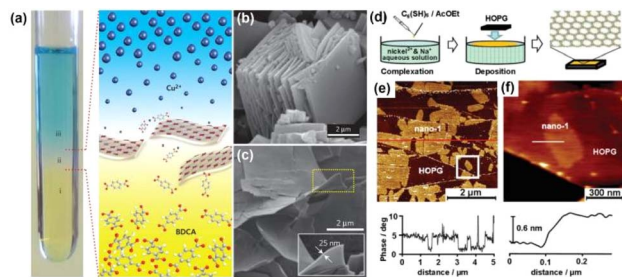 (a)
iii
ii
i
Cu²⁺
BDCA
(b)
2 µm
(c)
2 µm
25 nm
(d)
C₆(SH)₆ / AcOEt
HOPG
nickel²⁺ & Na⁺
aqueous solution
Complexation
Deposition
(e)
nano-1
HOPG
2 µm
Phase / deg
10
5
0
0 1 2 3 4 5
distance / µm
(f)
nano-1
HOPG
300 nm
0.6 nm
0 0.1 0.2
distance / µm